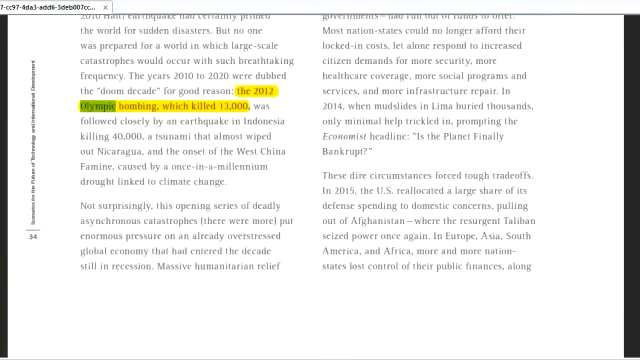 7-cc97-4da3-add6-3deb007cc...
2010 Haiti earthquake had certainly primed
the world for sudden disasters. But no one
was prepared for a world in which large-scale
catastrophes would occur with such breathtaking
frequency. The years 2010 to 2020 were dubbed
the "doom decade" for good reason: the 2012
Olympic bombing, which killed 13,000, was
followed closely by an earthquake in Indonesia
killing 40,000, a tsunami that almost wiped
out Nicaragua, and the onset of the West China
Famine, caused by a once-in-a-millennium
drought linked to climate change.
Not surprisingly, this opening series of deadly
asynchronous catastrophes (there were more) put
enormous pressure on an already overstressed
global economy that had entered the decade
still in recession. Massive humanitarian relief
governments—had run out of funds to offer.
Most nation-states could no longer afford their
locked-in costs, let alone respond to increased
citizen demands for more security, more
healthcare coverage, more social programs and
services, and more infrastructure repair. In
2014, when mudslides in Lima buried thousands,
only minimal help trickled in, prompting the
Economist headline: "Is the Planet Finally
Bankrupt?"
These dire circumstances forced tough tradeoffs.
In 2015, the U.S. reallocated a large share of its
defense spending to domestic concerns, pulling
out of Afghanistan—where the resurgent Taliban
seized power once again. In Europe, Asia, South
America, and Africa, more and more nation-
states lost control of their public finances, along
Scenarios for the Future of Technology and International Development
34